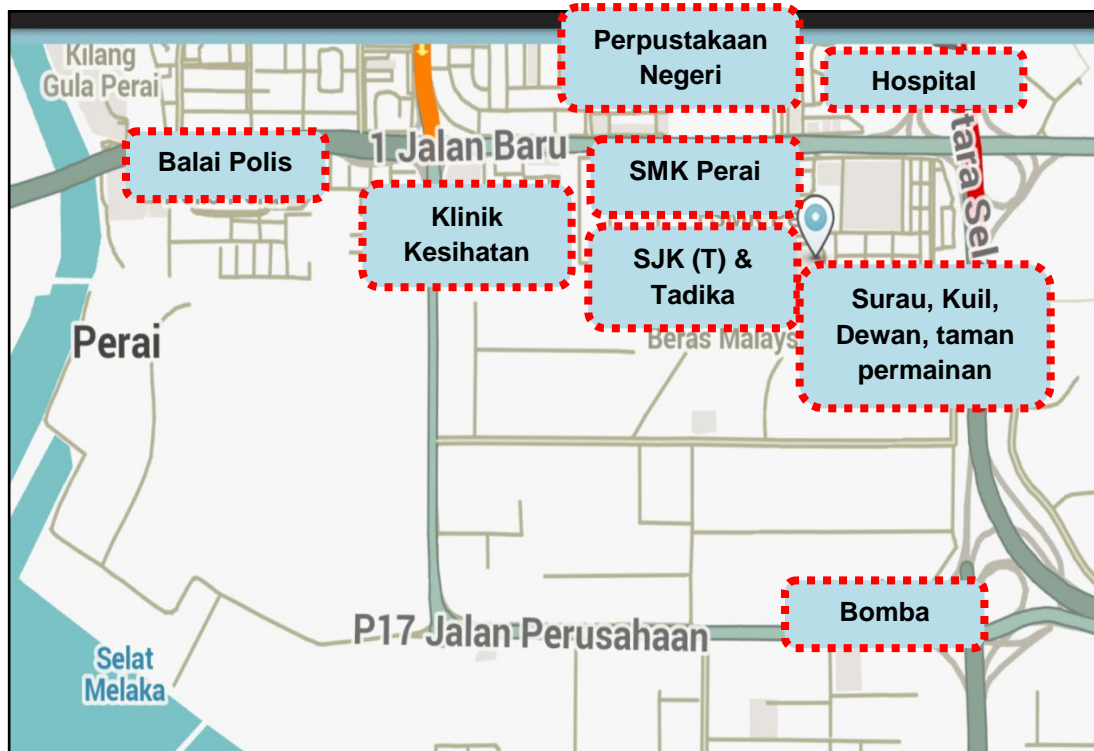 Perpustakaan
Negeri
Hospital
Kilang
Gula Perai
Balai Polis
1 Jalan Baru
SMK Perai
Klinik
Kesihatan
SJK (T) &
Tadika
Surau, Kuil,
Dewan, taman
permainan
Perai
Beras Malays
Bomba
P17 Jalan Perusahaan
Selat
Melaka